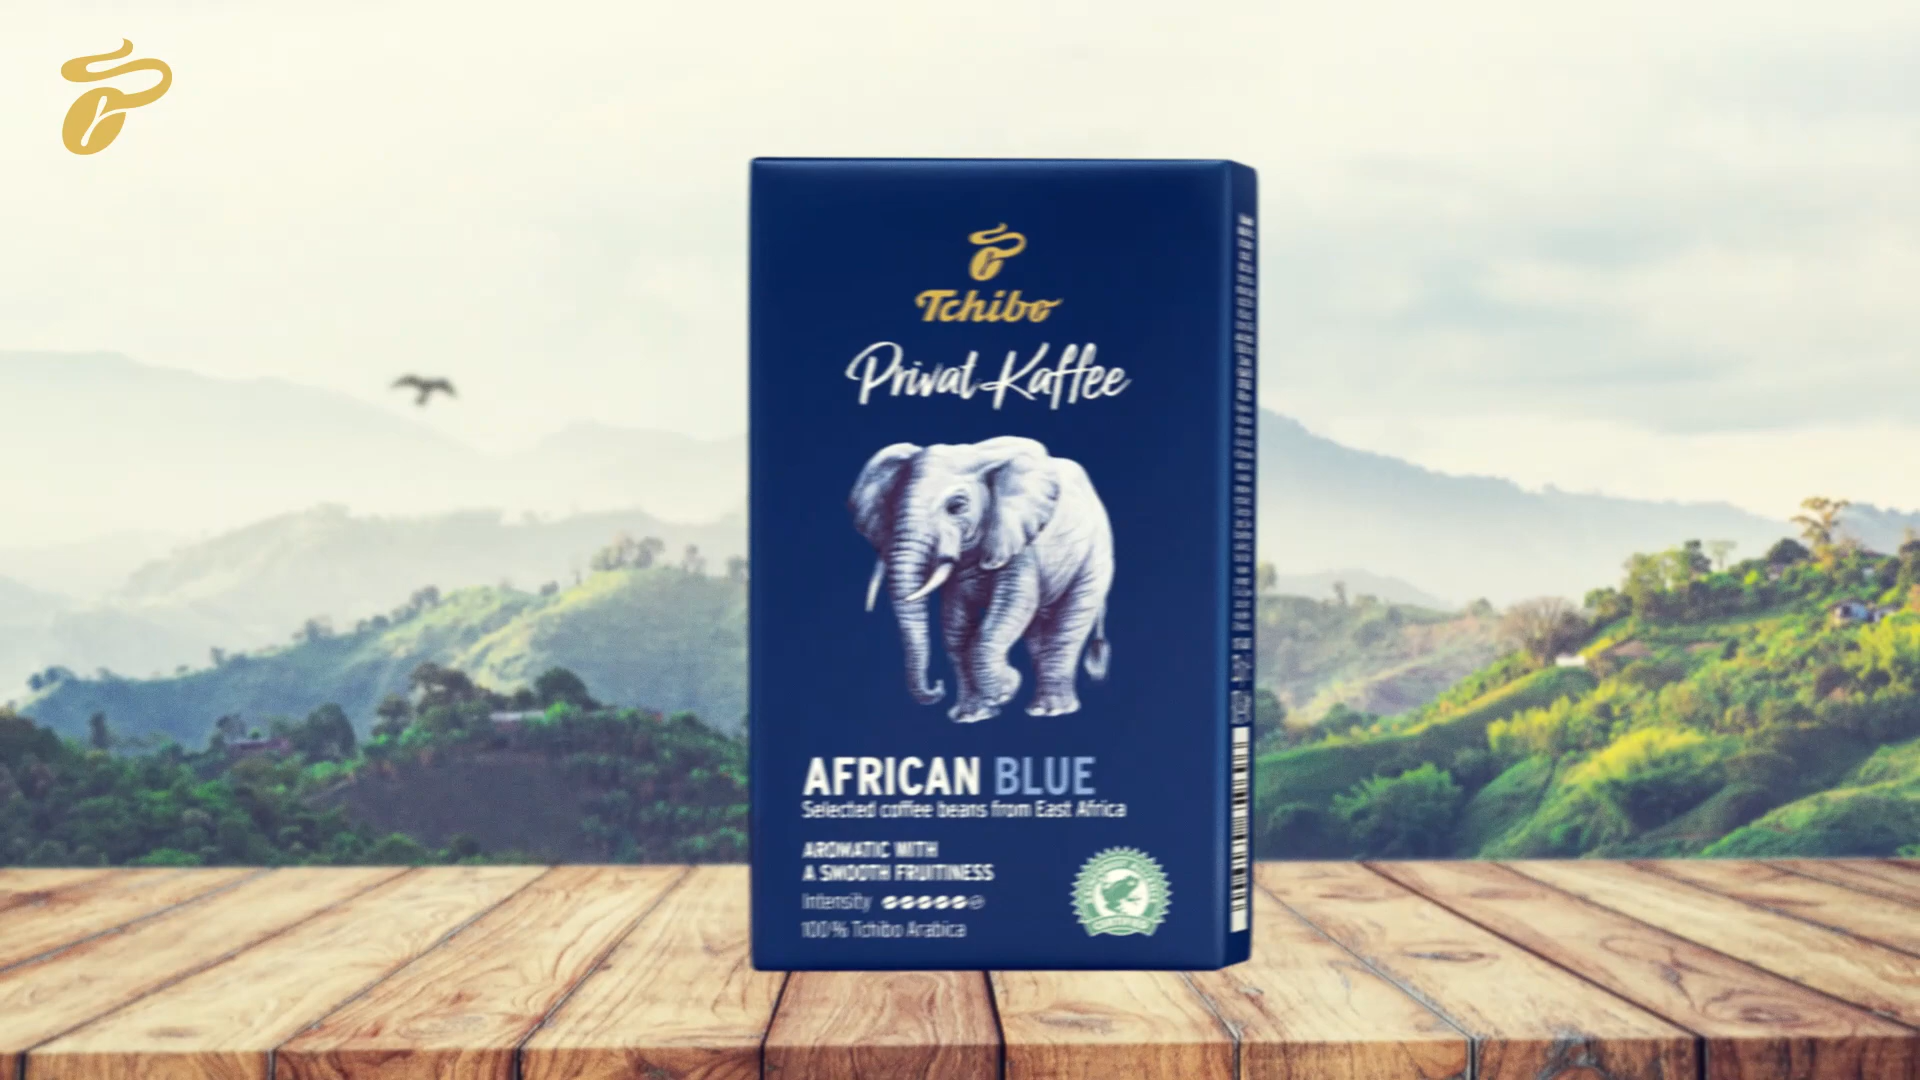 Tchibo
Privat Kaffee
AFRICAN BLUE
Selected coffee beans from East Africa
AROMATIC WITH
A SMOOTH FRUITINESS
Intensity
100% Tchibo Arabica
CERTIFIED